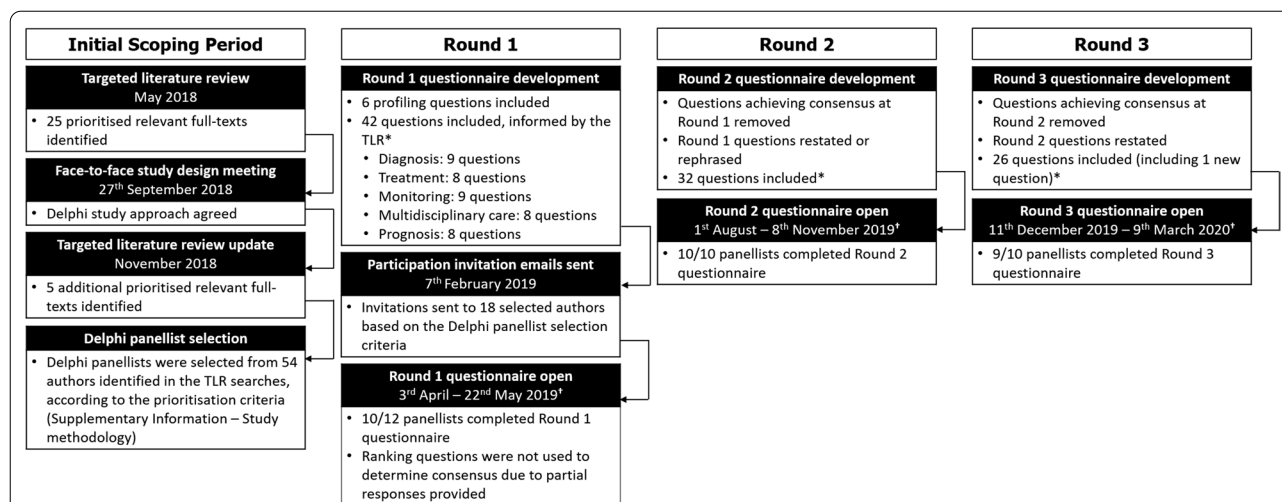 Initial Scoping Period
Targeted literature review
May 2018
• 25 prioritised relevant full-texts
identified
Face-to-face study design meeting
27th September 2018
• Delphi study approach agreed
Targeted literature review update
November 2018
• 5 additional prioritised relevant full-
texts identified
Delphi panellist selection
• Delphi panellists were selected from 54
authors identified in the TLR searches,
according to the prioritisation criteria
(Supplementary Information – Study
methodology)
Round 1
Round 1 questionnaire development
• 6 profiling questions included
• 42 questions included, informed by the
TLR*
• Diagnosis: 9 questions
• Treatment: 8 questions
• Monitoring: 9 questions
• Multidisciplinary care: 8 questions
• Prognosis: 8 questions
Participation invitation emails sent
7th February 2019
• Invitations sent to 18 selected authors
based on the Delphi panellist selection
criteria
Round 1 questionnaire open
3rd April – 22nd May 2019†
• 10/12 panellists completed Round 1
questionnaire
• Ranking questions were not used to
determine consensus due to partial
responses provided
Round 2
Round 2 questionnaire development
• Questions achieving consensus at
Round 1 removed
• Round 1 questions restated or
rephrased
• 32 questions included*
Round 2 questionnaire open
1st August – 8th November 2019†
• 10/10 panellists completed Round 2
questionnaire
Round 3
Round 3 questionnaire development
• Questions achieving consensus at
Round 2 removed
• Round 2 questions restated
• 26 questions included (including 1 new
question)*
Round 3 questionnaire open
11th December 2019 – 9th March 2020†
• 9/10 panellists completed Round 3
questionnaire